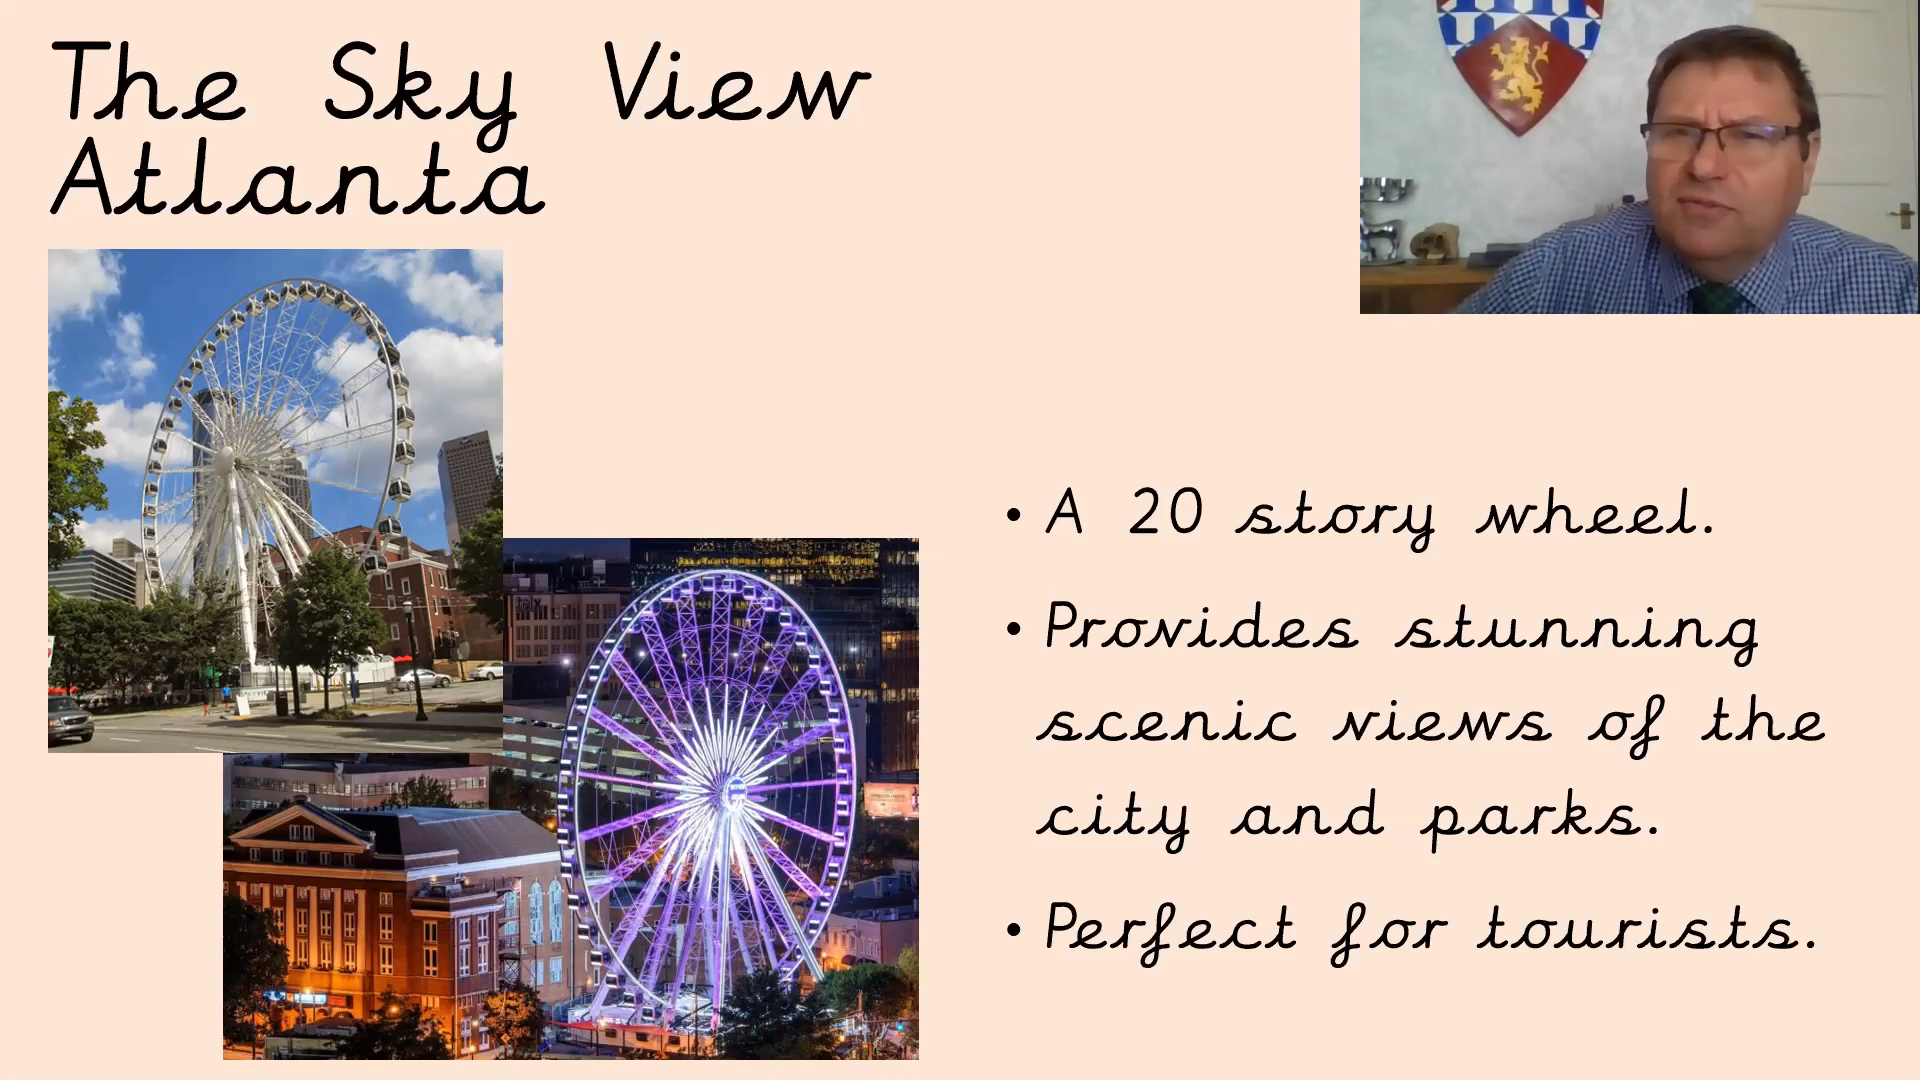 The Sky View
Atlanta
• A 20 story wheel.
• Provides stunning
scenic views of the
city and parks.
• Perfect for tourists.